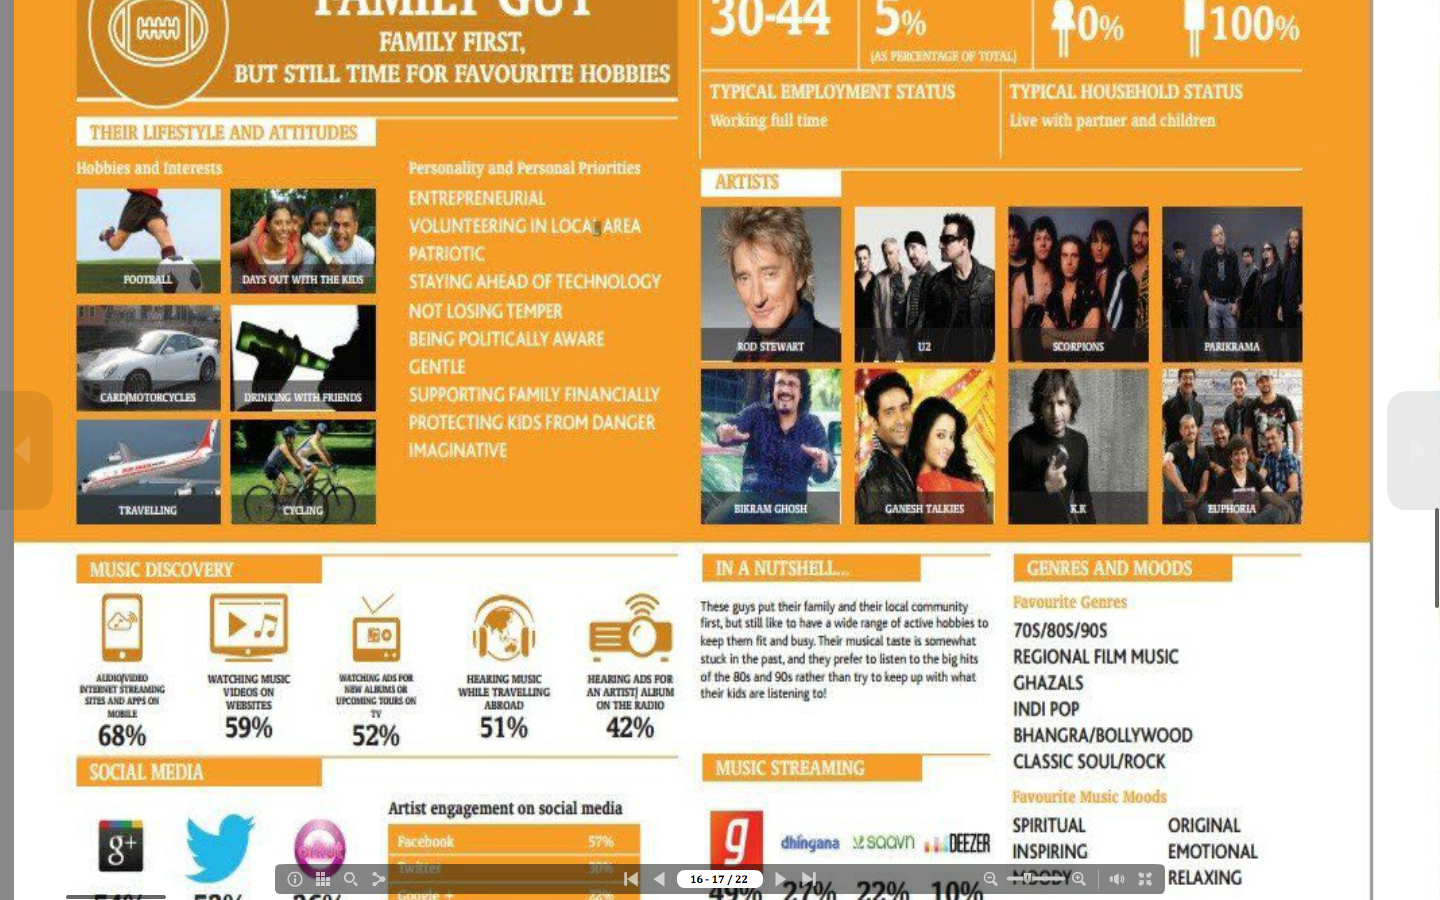 FAMILY GUY
FAMILY FIRST,
BUT STILL TIME FOR FAVOURITE HOBBIES
30-44
5%
(AS PERCENTAGE OF TOTAL)
0%
100%
TYPICAL EMPLOYMENT STATUS
Working full time
TYPICAL HOUSEHOLD STATUS
Live with partner and children
THEIR LIFESTYLE AND ATTITUDES
Hobbies and Interests
FOOTBALL
DAYS OUT WITH THE KIDS
CARD/MOTORCYCLES
DRINKING WITH FRIENDS
TRAVELLING
CYCLING
Personality and Personal Priorities
ENTREPRENEURIAL
VOLUNTEERING IN LOCAL AREA
PATRIOTIC
STAYING AHEAD OF TECHNOLOGY
NOT LOSING TEMPER
BEING POLITICALLY AWARE
GENTLE
SUPPORTING FAMILY FINANCIALLY
PROTECTING KIDS FROM DANGER
IMAGINATIVE
ARTISTS
ROD STEWART
U2
SCORPIONS
PARIKRAMA
BIKRAM GHOSH
GANESH TALKIES
K.K
EUPHORIA
MUSIC DISCOVERY
AUDIO/VIDEO
INTERNET STREAMING
SITES AND APPS ON
MOBILE
68%
WATCHING MUSIC
VIDEOS ON
WEBSITES
59%
WATCHING ADS FOR
NEW ALBUMS OR
UPCOMING TOURS ON
TV
52%
HEARING MUSIC
WHILE TRAVELLING
ABROAD
51%
HEARING ADS FOR
AN ARTIST/ ALBUM
ON THE RADIO
42%
IN A NUTSHELL...
These guys put their family and their local community
first, but still like to have a wide range of active hobbies to
keep them fit and busy. Their musical taste is somewhat
stuck in the past, and they prefer to listen to the big hits
of the 80s and 90s rather than try to keep up with what
their kids are listening to!
GENRES AND MOODS
Favourite Genres
70S/80S/90S
REGIONAL FILM MUSIC
GHAZALS
INDI POP
BHANGRA/BOLLYWOOD
CLASSIC SOUL/ROCK
Favourite Music Moods
SPIRITUAL
INSPIRING
MOODY
ORIGINAL
EMOTIONAL
RELAXING
SOCIAL MEDIA
g+
Artist engagement on social media
Facebook 57%
Twitter 30%
Google +
MUSIC STREAMING
g
dhingana
saavn
DEEZER
49%
27%
22%
10%
16 - 17 / 22